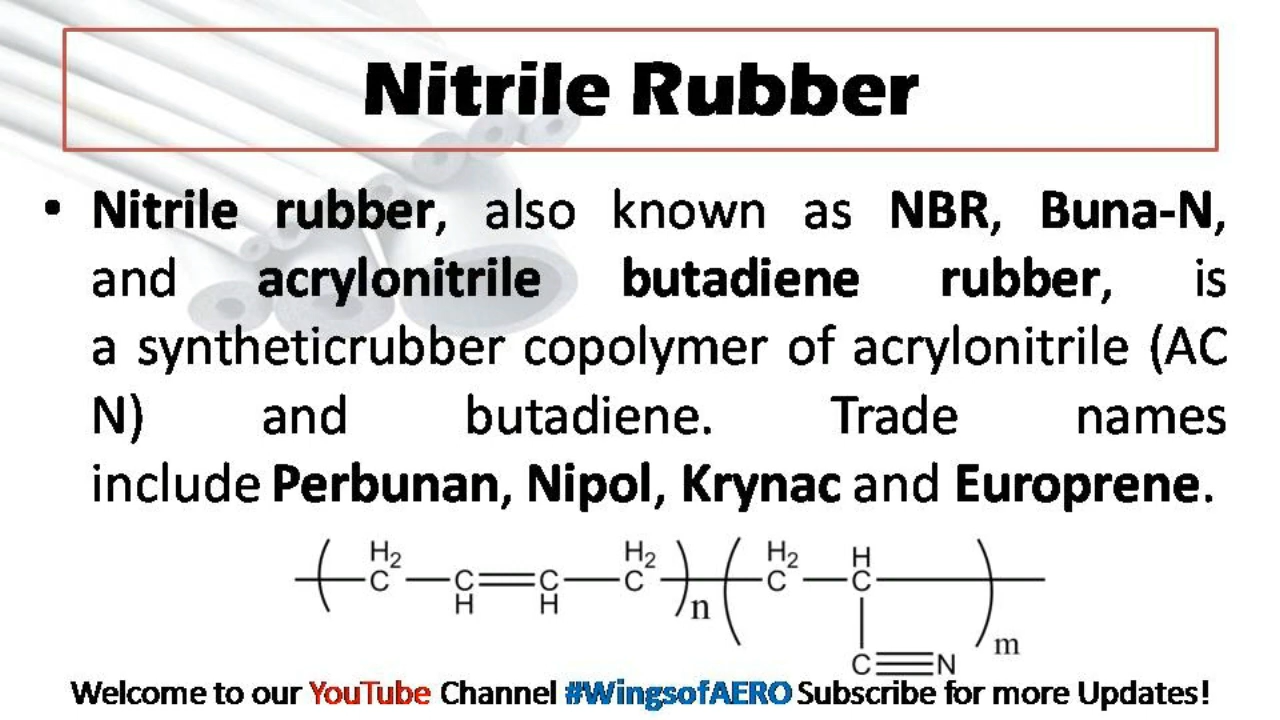 Nitrile Rubber
• Nitrile rubber, also known as NBR, Buna-N,
and acrylonitrile butadiene rubber, is
a syntheticrubber copolymer of acrylonitrile (AC
N) and butadiene. Trade names
include Perbunan, Nipol, Krynac and Europrene.
H2 H2 H2 H
C C C C C C
H H n m
C N
Welcome to our YouTube Channel #WingsofAERO Subscribe for more Updates!